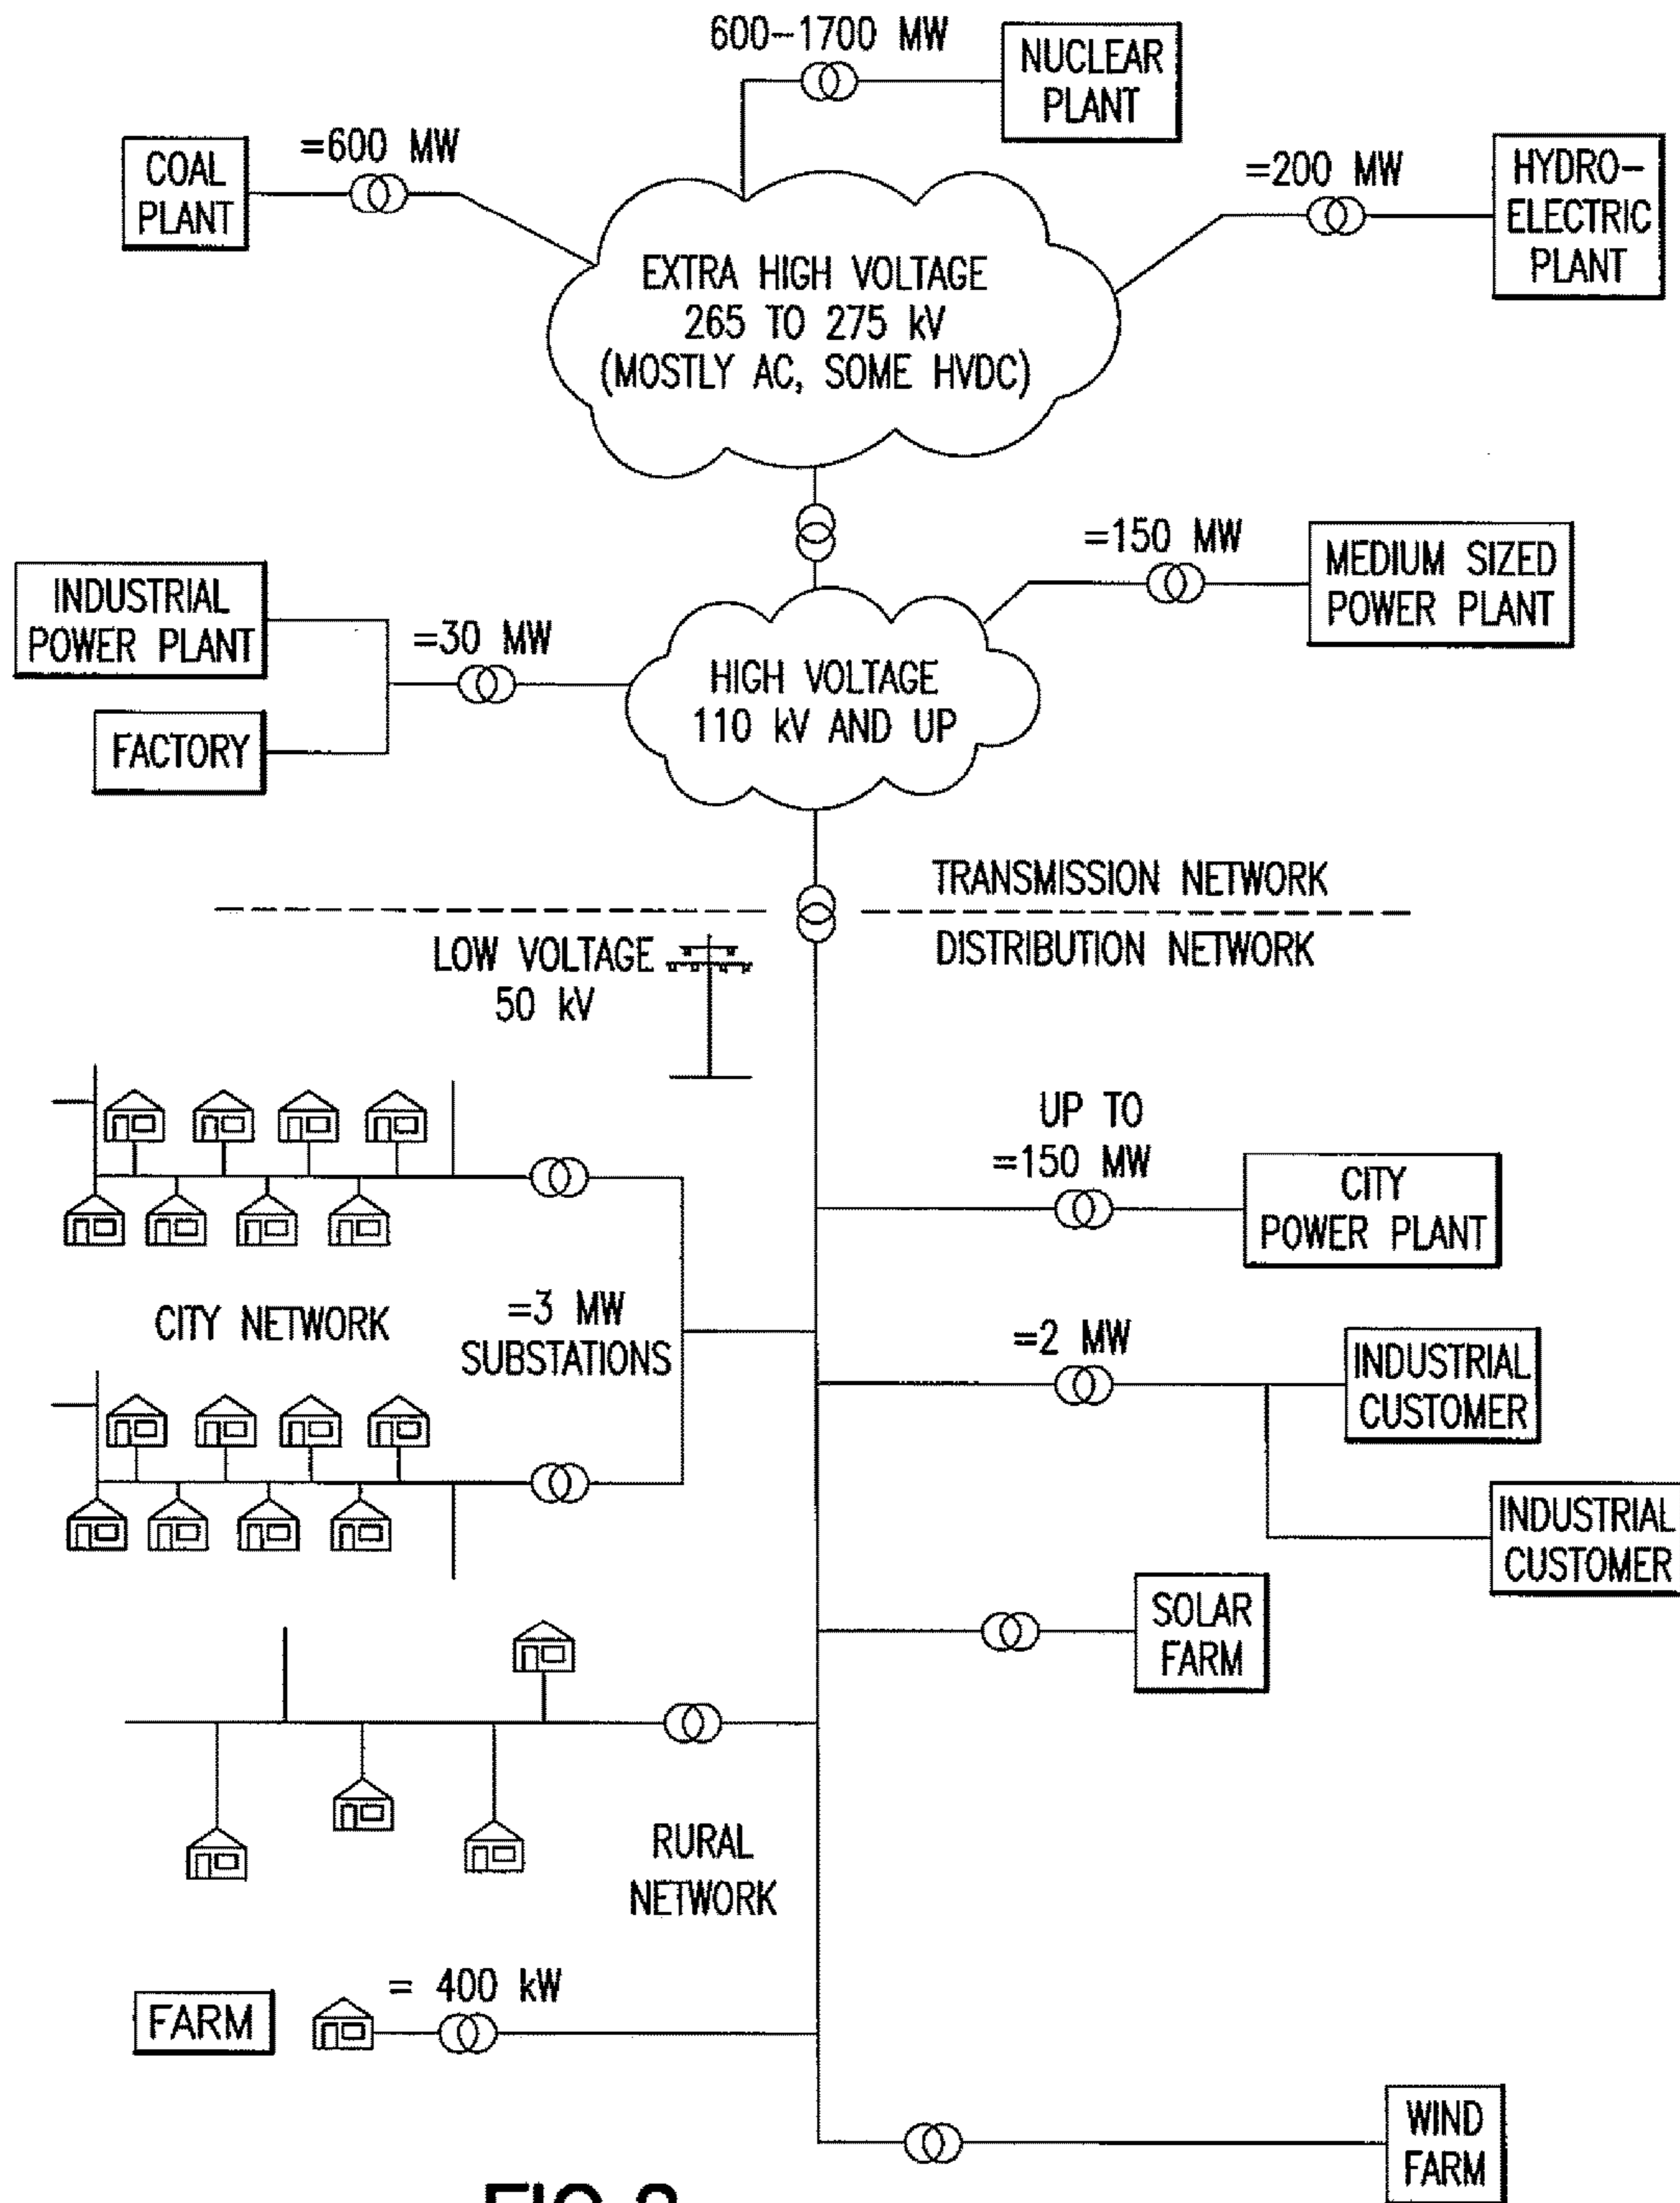 600-1700 MW
NUCLEAR
PLANT
COAL
PLANT
=600 MW
=200 MW
HYDRO-
ELECTRIC
PLANT
EXTRA HIGH VOLTAGE
265 TO 275 kV
(MOSTLY AC, SOME HVDC)
=150 MW
MEDIUM SIZED
POWER PLANT
INDUSTRIAL
POWER PLANT
=30 MW
FACTORY
HIGH VOLTAGE
110 kV AND UP
TRANSMISSION NETWORK
DISTRIBUTION NETWORK
LOW VOLTAGE
50 kV
UP TO
=150 MW
CITY
POWER PLANT
CITY NETWORK
=3 MW
SUBSTATIONS
=2 MW
INDUSTRIAL
CUSTOMER
INDUSTRIAL
CUSTOMER
SOLAR
FARM
RURAL
NETWORK
FARM
= 400 kW
WIND
FARM